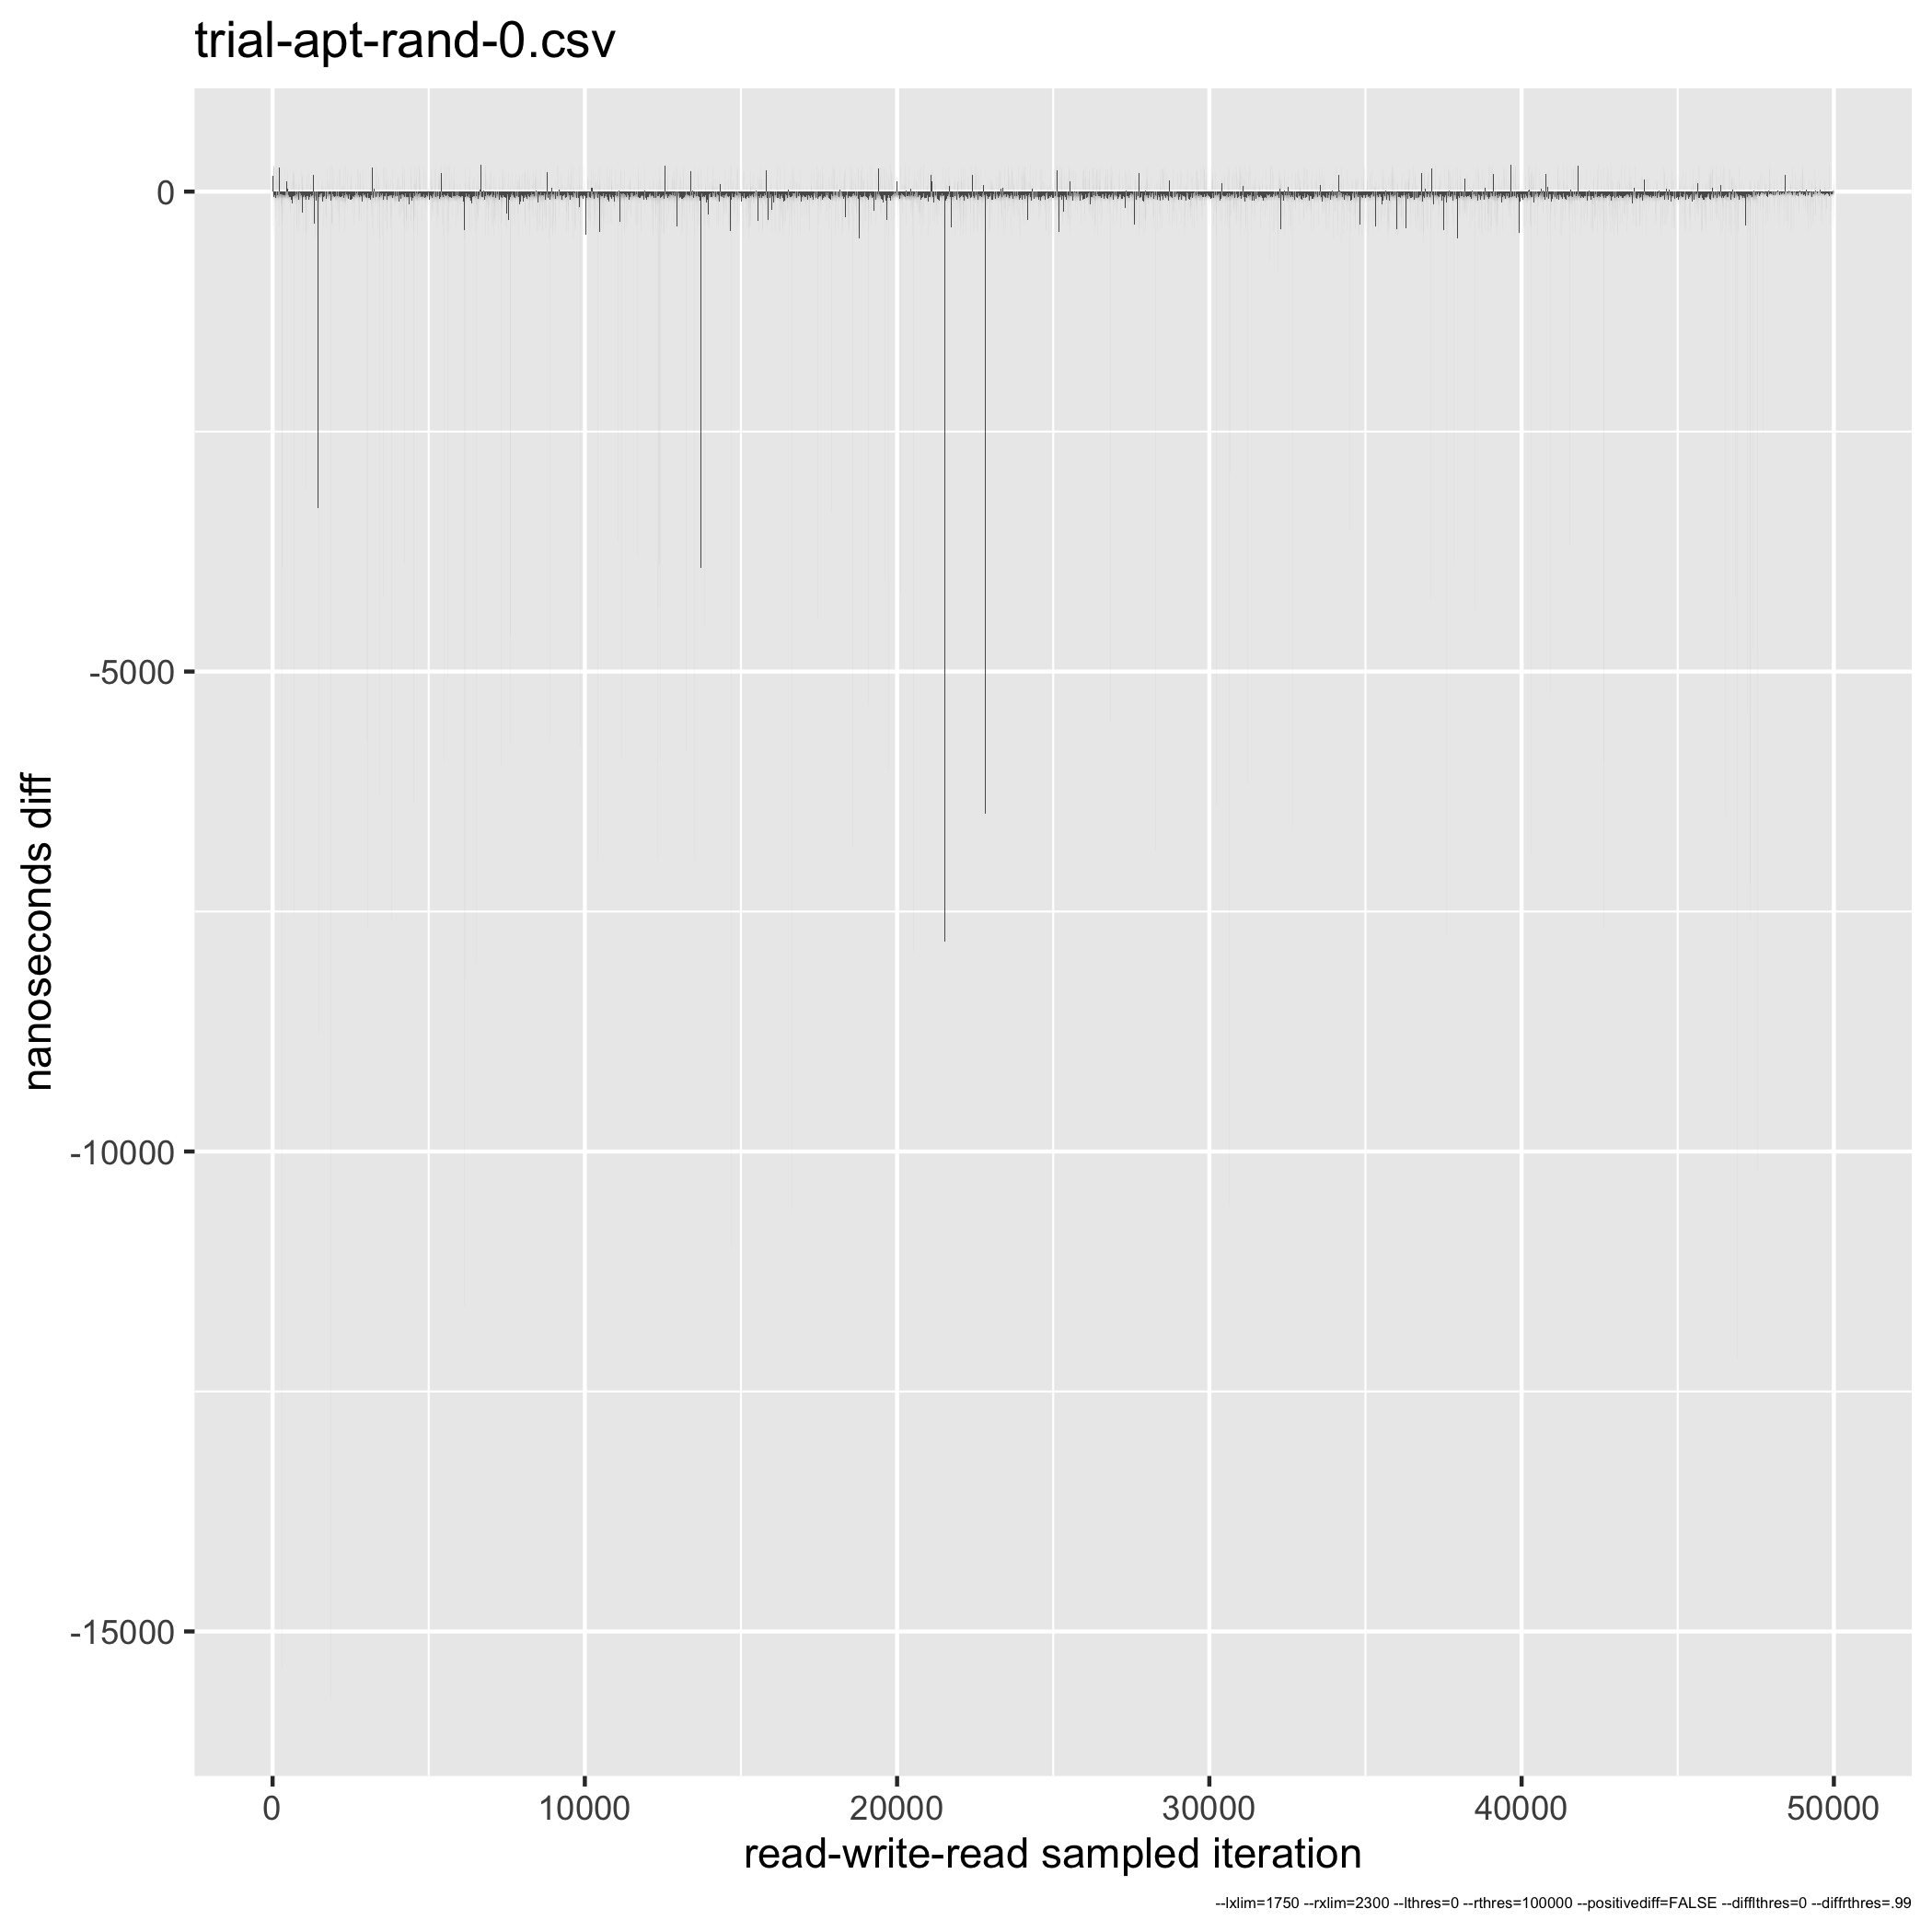 trial-apt-rand-0.csv
0
-5000
-10000
-15000
nanoseconds diff
0 10000 20000 30000 40000 50000
read-write-read sampled iteration
--lxlim=1750 --rxlim=2300 --lthres=0 --rthres=100000 --positivediff=FALSE --difflthres=0 --diffrthres=.99